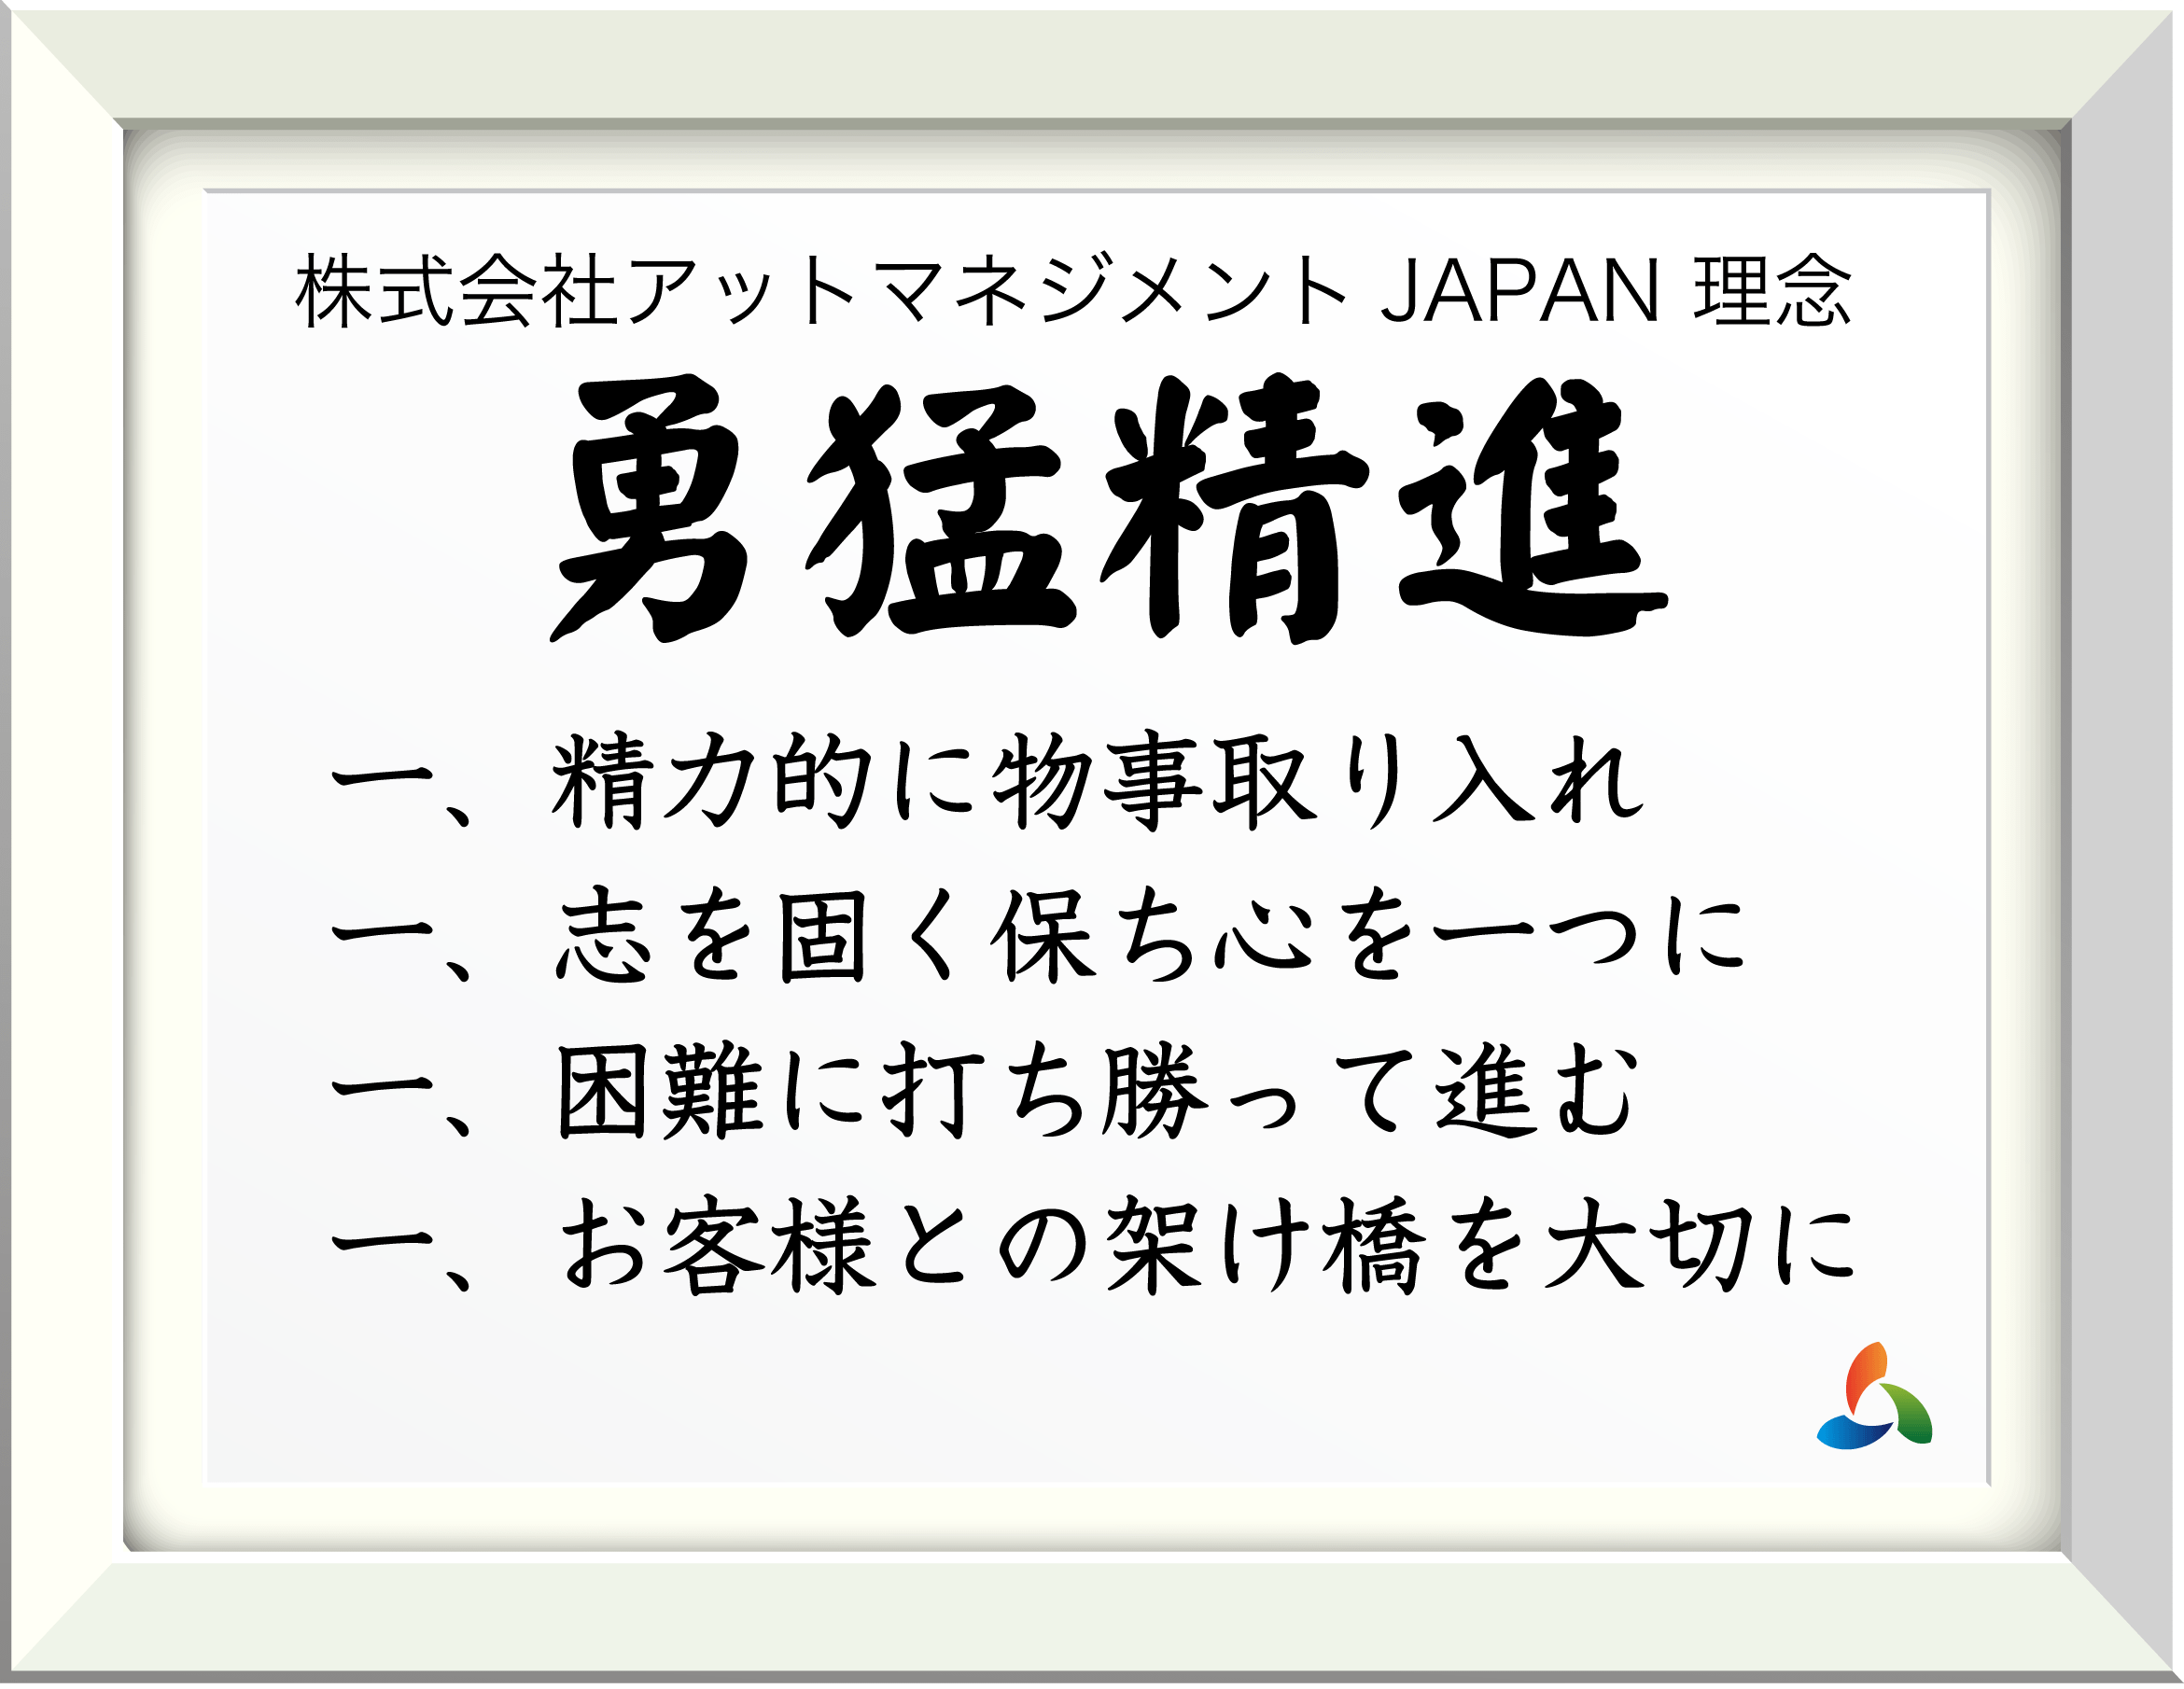 株式会社アットマネジメント JAPAN 理念
勇猛精進
一、精力的に物事取り入れ
一、志を固く保ち心を一つに
一、困難に打ち勝って進む
一、お客様との架け橋を大切に